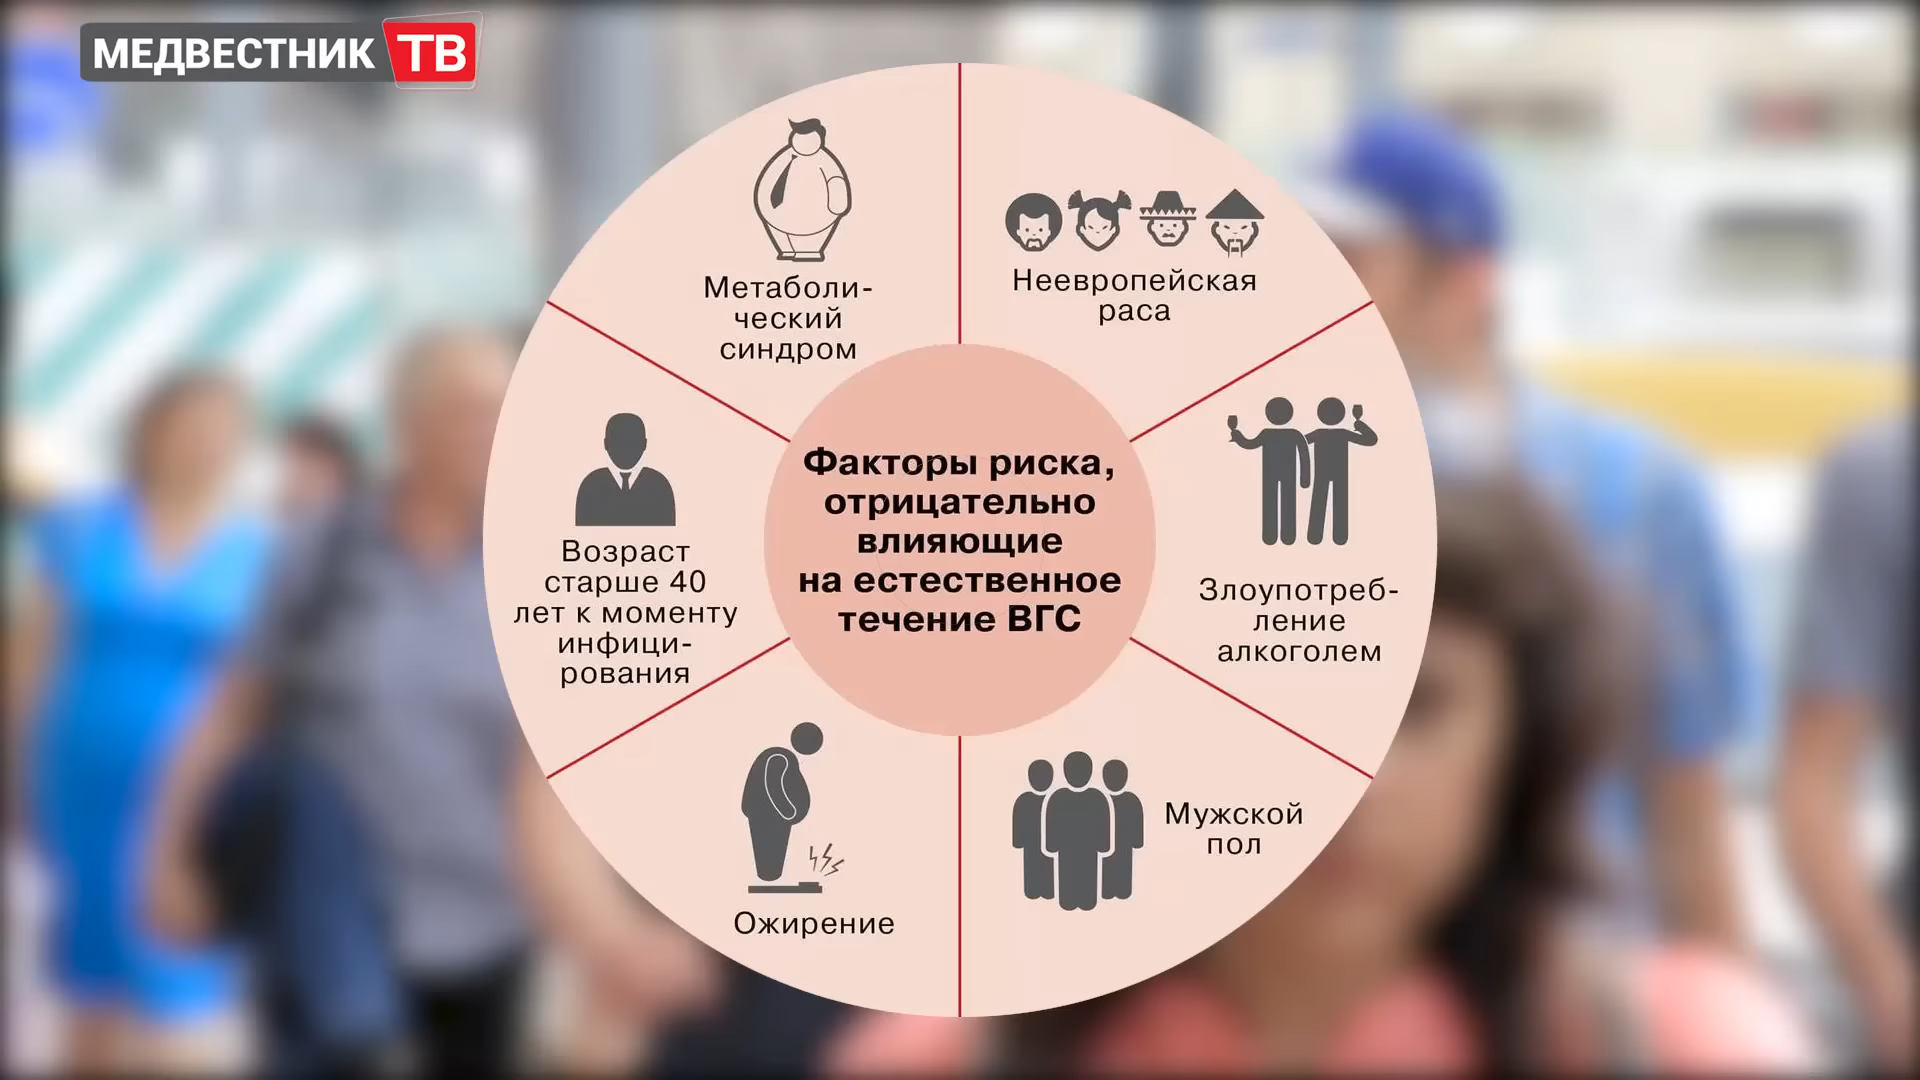 МЕДВЕСТНИК ТВ
Метаболи-
ческий
синдром
Неевропейская
раса
Возраст
старше 40
лет к моменту
инфици-
рования
Факторы риска,
отрицательно
влияющие
на естественное
течение ВГС
Злоупотреб-
ление
алкоголем
Ожирение
Мужской
пол